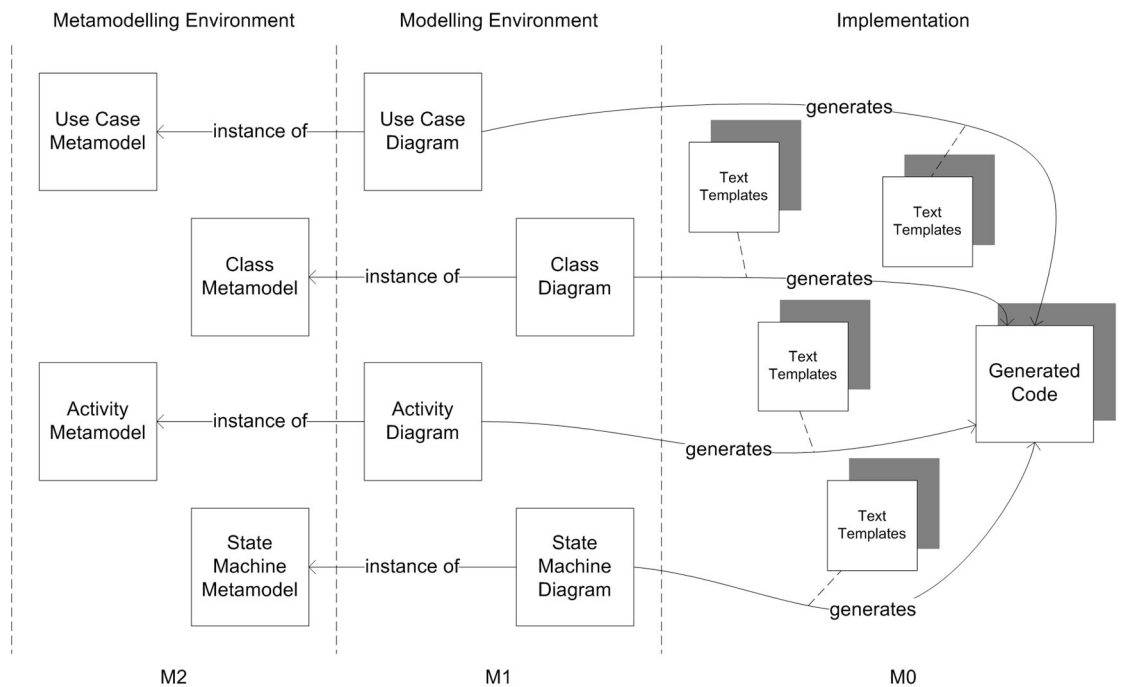 Metamodelling Environment
Modelling Environment
Implementation
Use Case
Metamodel
instance of
Use Case
Diagram
generates
Text
Templates
Text
Templates
Class
Metamodel
instance of
Class
Diagram
generates
Text
Templates
Generated
Code
Activity
Metamodel
instance of
Activity
Diagram
generates
Text
Templates
State
Machine
Metamodel
instance of
State
Machine
Diagram
generates
M2
M1
M0